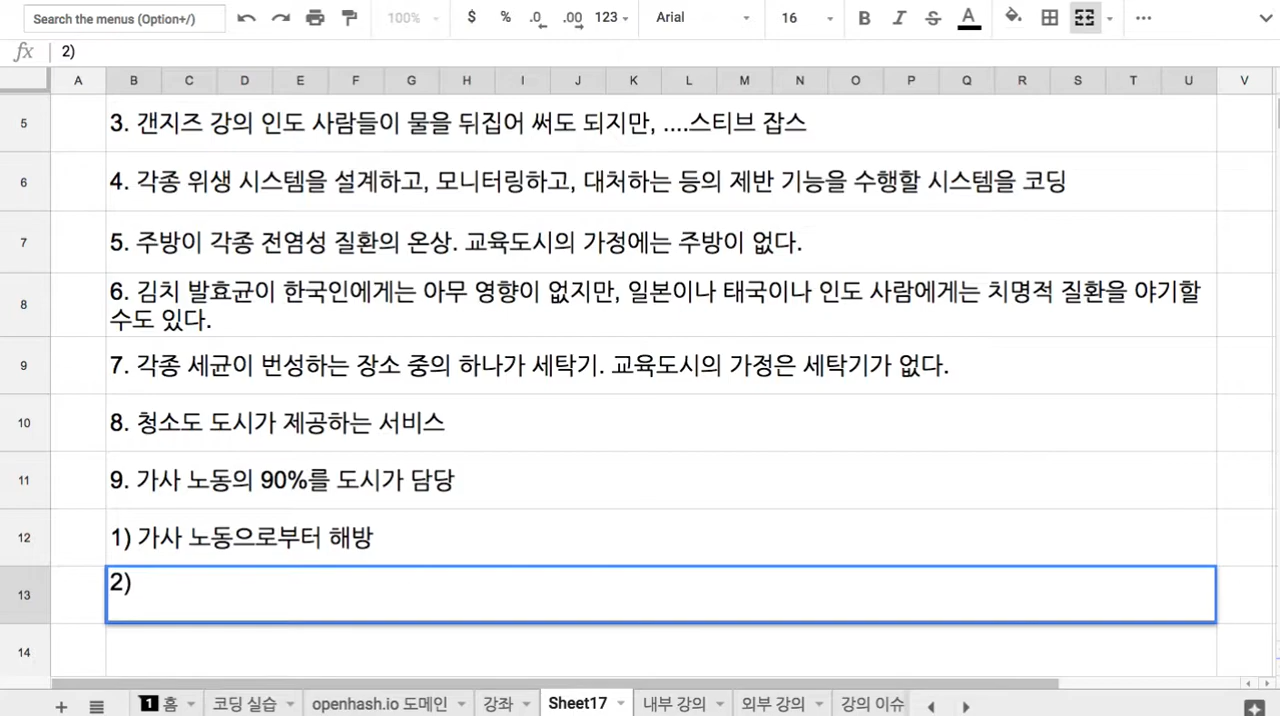 Search the menus (Option+/)
100%
$ % .0 .00 123
Arial
16
B I S A
fx 2)
A B C D E F G H I J K L M N O P Q R S T U V
5 3. 갠지즈 강의 인도 사람들이 물을 뒤집어 써도 되지만, ....스티브 잡스
6 4. 각종 위생 시스템을 설계하고, 모니터링하고, 대처하는 등의 제반 기능을 수행할 시스템을 코딩
7 5. 주방이 각종 전염성 질환의 온상. 교육도시의 가정에는 주방이 없다.
8 6. 김치 발효균이 한국인에게는 아무 영향이 없지만, 일본이나 태국이나 인도 사람에게는 치명적 질환을 야기할
수도 있다.
9 7. 각종 세균이 번성하는 장소 중의 하나가 세탁기. 교육도시의 가정은 세탁기가 없다.
10 8. 청소도 도시가 제공하는 서비스
11 9. 가사 노동의 90%를 도시가 담당
12 1) 가사 노동으로부터 해방
13 2)
14
1 홈 코딩 실습 openhash.io 도메인 강좌 Sheet17 내부 강의 외부 강의 강의 이슈